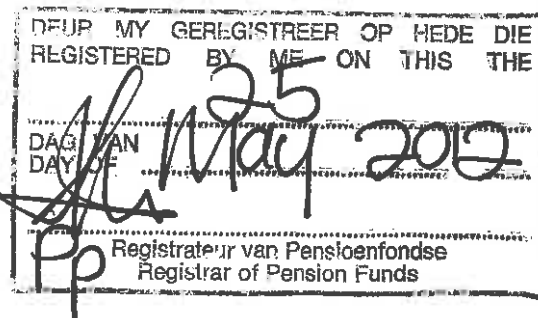 DEUR MY GEREGISTREER OP HEDE DIE
REGISTERED BY ME ON THIS THE
25
DAG VAN
DAY OF May 2012
pp Registrateur van Pensioenfondse
Registrar of Pension Funds